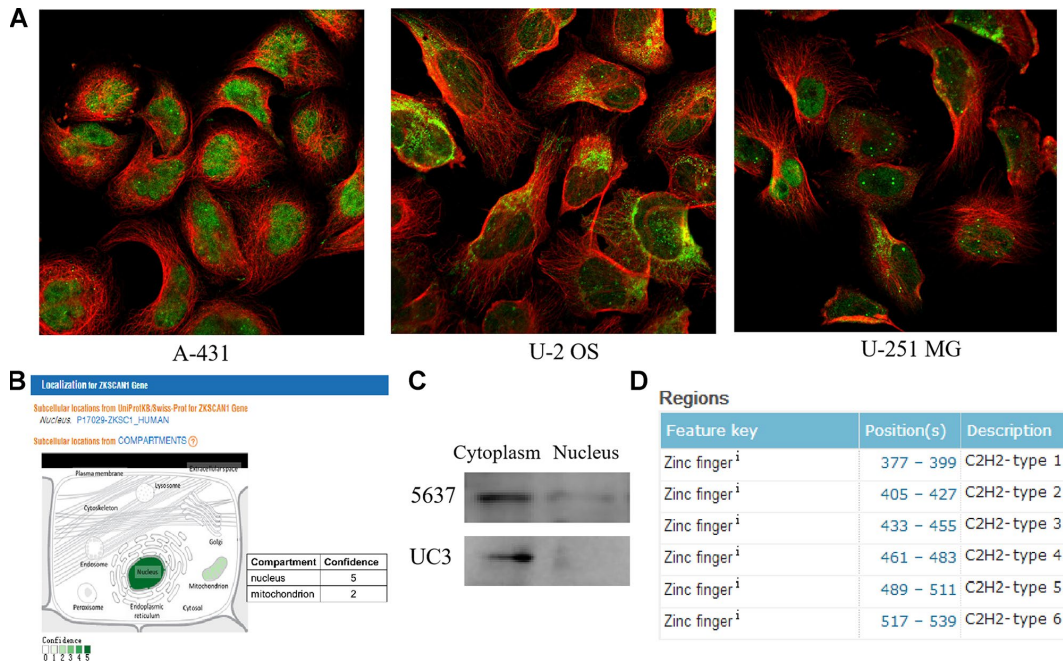 A
A-431
U-2 OS
U-251 MG
B
Localization for ZKSCAN1 Gene
Subcellular locations from UniProtKB/Swiss-Prot for ZKSCAN1 Gene
Nucleus. P17029-ZKSC1_HUMAN
Subcellular locations from COMPARTMENTS ?
Plasma membrane
Extracellular space
Lysosome
Cytoskeleton
Golgi
Endosome
Nucleus
Mitochondrion
Peroxisome
Endoplasmic
reticulum
Cytosol
Confidence
0 1 2 3 4 5
Compartment Confidence
nucleus 5
mitochondrion 2
C
Cytoplasm Nucleus
5637
UC3
D
Regions
Feature key Position(s) Description
Zinc finger i 377 – 399 C2H2-type 1
Zinc finger i 405 – 427 C2H2-type 2
Zinc finger i 433 – 455 C2H2-type 3
Zinc finger i 461 – 483 C2H2-type 4
Zinc finger i 489 – 511 C2H2-type 5
Zinc finger i 517 – 539 C2H2-type 6